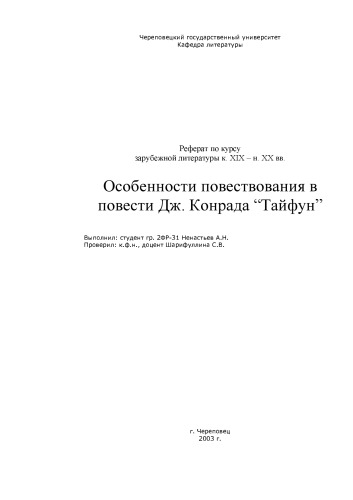 Череповецкий государственный университет
Кафедра литературы
Реферат по курсу
зарубежной литературы к. XIX – н. XX вв.
Особенности повествования в
повести Дж. Конрада “Тайфун”
Выполнил: студент гр. 2ФР-31 Ненастьев А.Н.
Проверил: к.ф.н., доцент Шарифуллина С.В.
г. Череповец
2003 г.